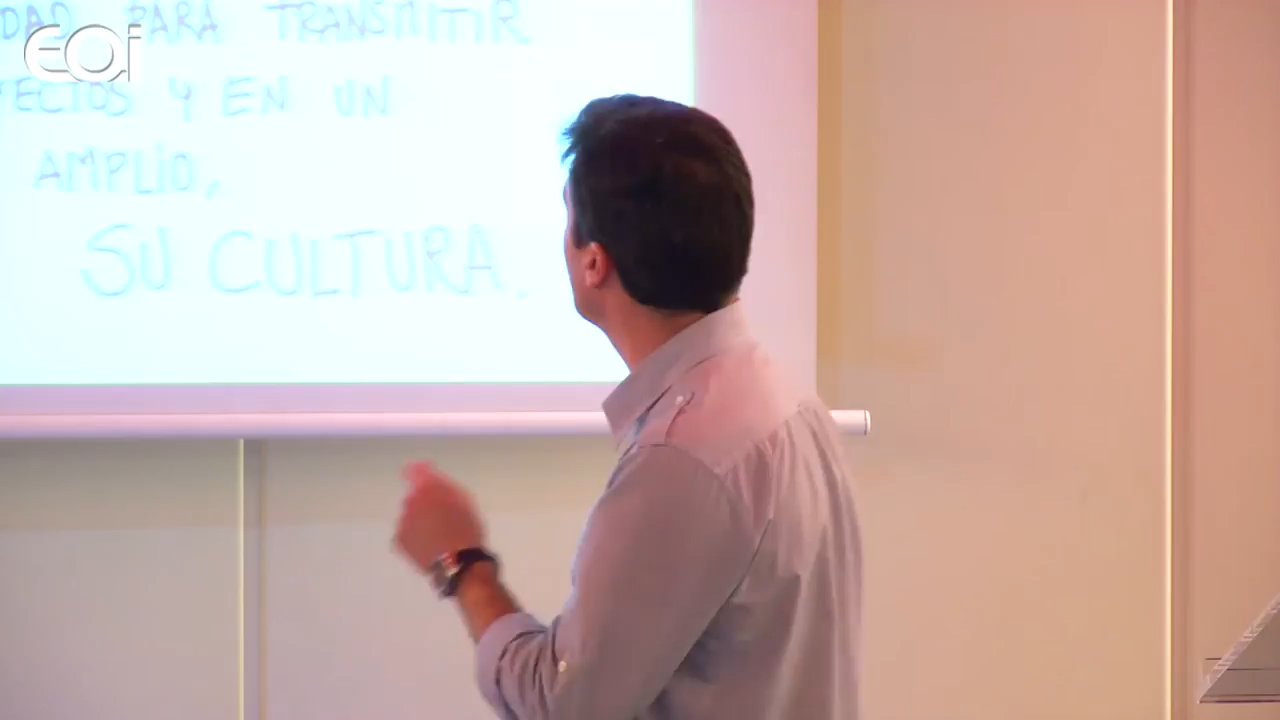 DAD PARA TRANSMITIR
eoi
FECTOS Y EN UN
AMPLIO,
SU CULTURA.